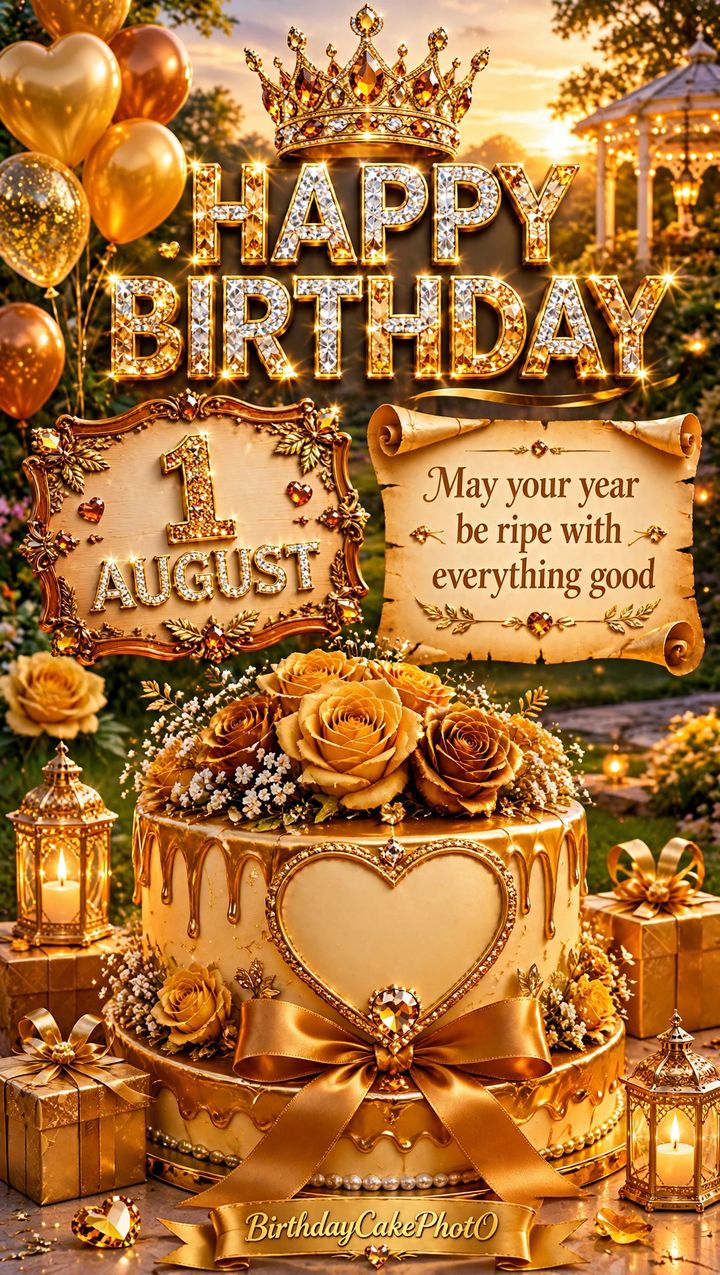 HAPPY
BIRTHDAY
1
AUGUST
May your year
be ripe with
everything good
BirthdayCakePhotO